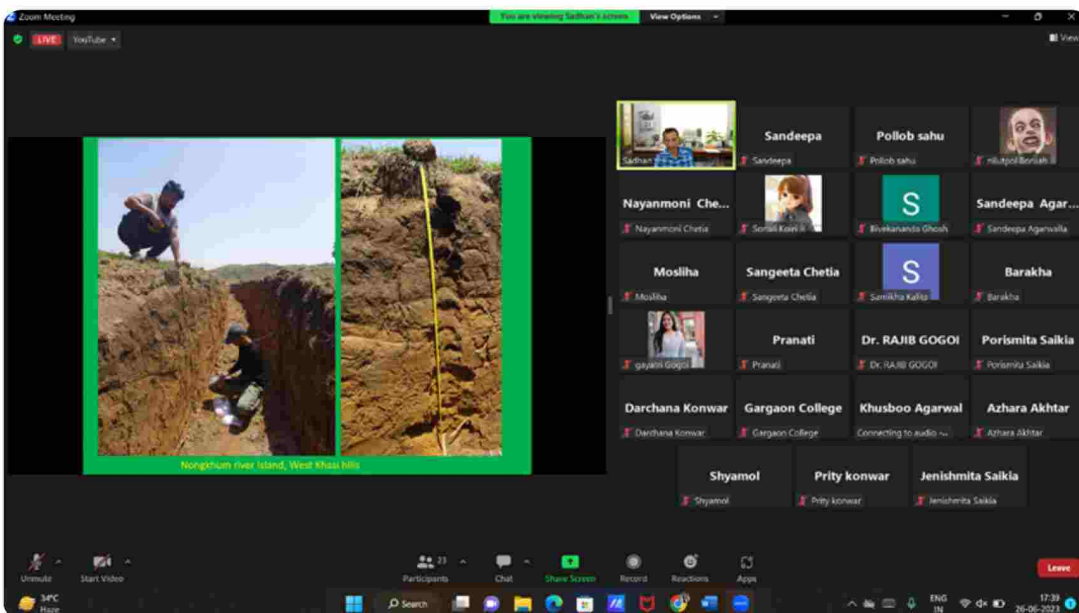 Zoom Meeting
You are viewing Sadhan's screen
View Options
LIVE
YouTube
View
Nongkhum river island, West Khasi hills
Sadhan
Sandeepa
Sandeepa
Pollob sahu
Pollob sahu
Nayanmoni Che...
Nayanmoni Chetia
S
Sandeepa Agar...
Sandeepa Agarwalla
Mosliha
Mosliha
Sangeeta Chetia
Sangeeta Chetia
S
Barakha
Barakha
gayatri Gogoi
Pranati
Pranati
Dr. RAJIB GOGOI
Dr. RAJIB GOGOI
Porismita Saikia
Porismita Saikia
Darchana Konwar
Darchana Konwar
Gargaon College
Gargaon College
Khusboo Agarwal
Connecting to audio
Azhara Akhtar
Azhara Akhtar
Shyamol
Shyamol
Prity konwar
Prity konwar
Jenishmita Saikia
Jenishmita Saikia
Unmute
Start Video
23
Participants
Chat
Share Screen
Record
Reactions
Apps
Leave
34°C
Haze
Search
ENG
IN
17:39
26-06-2023